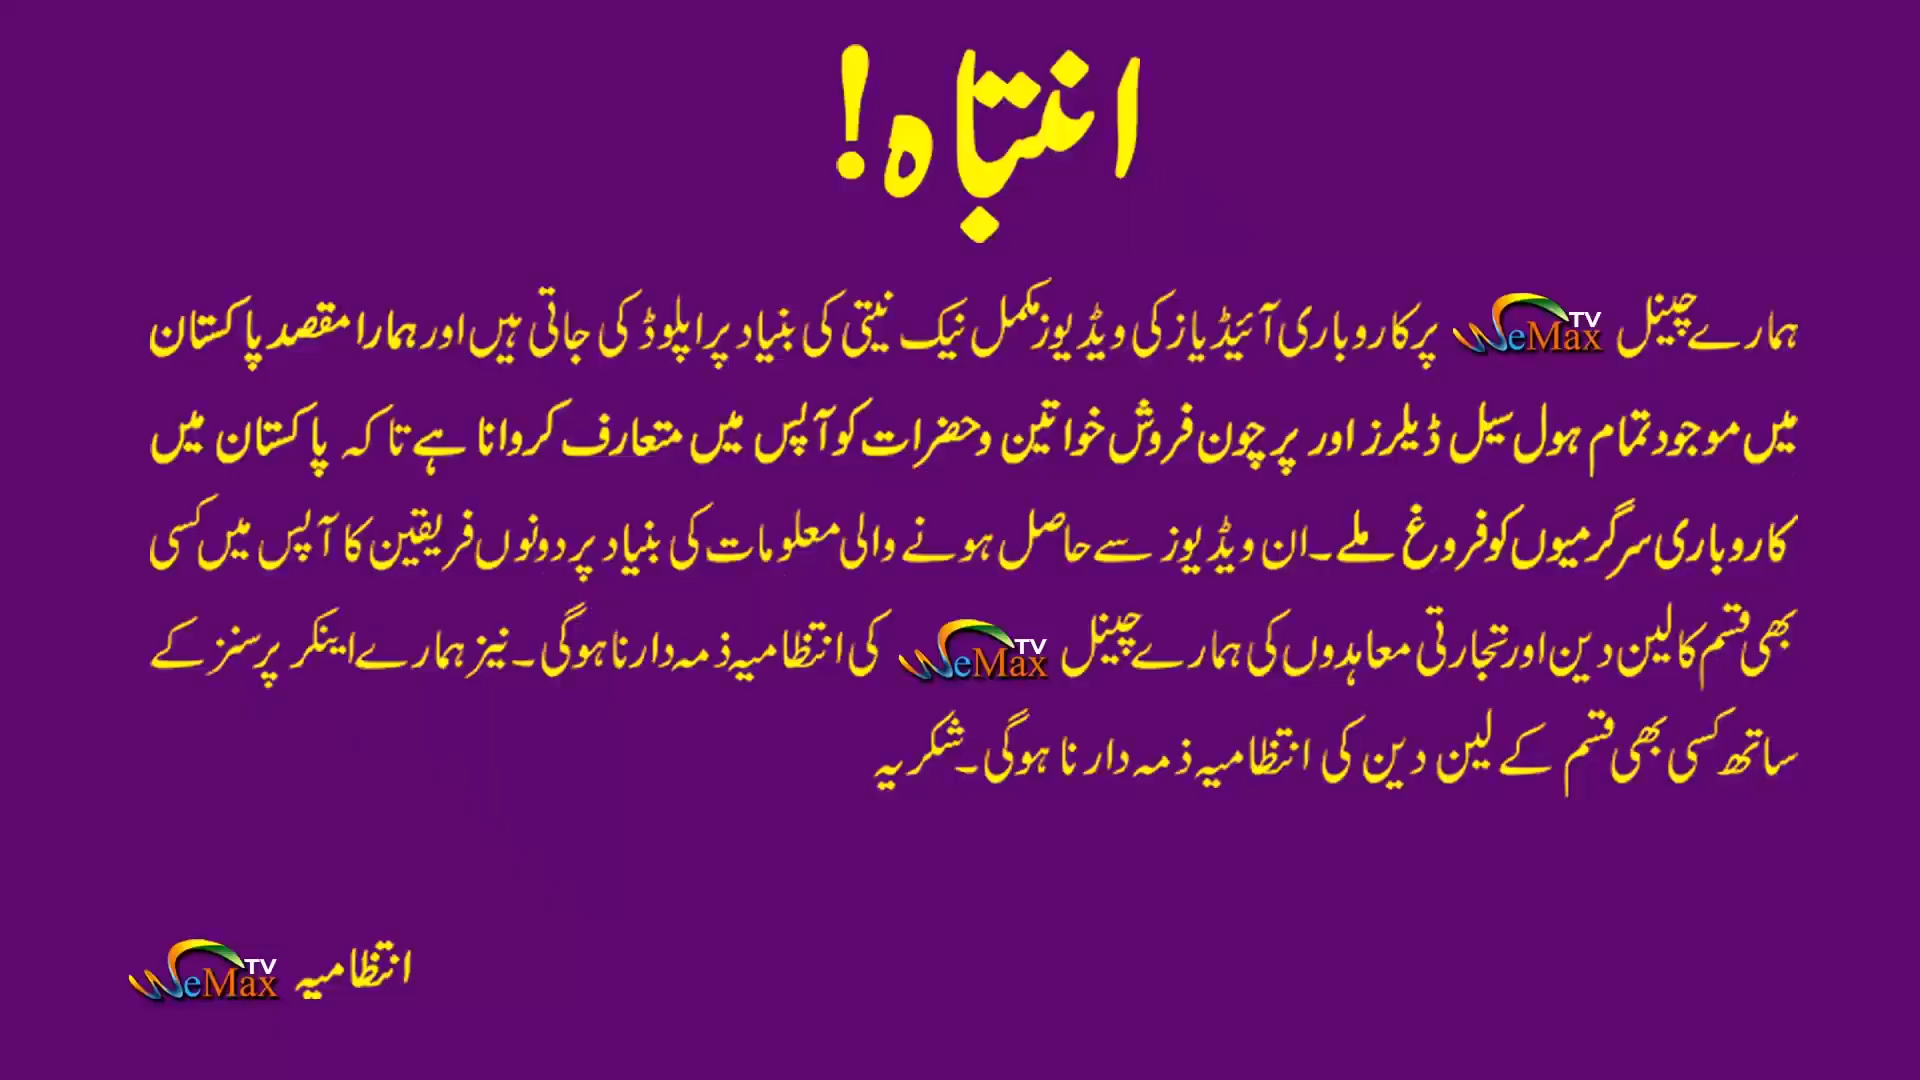 انتباہ!
ہمارے چینل WeMax TV پر کاروباری آئیڈیاز کی ویڈیوز مکمل نیک نیتی کی بنیاد پر اپلوڈ کی جاتی ہیں اور ہمارا مقصد پاکستان
میں موجود تمام ہول سیل ڈیلرز اور پرچون فروش خواتین و حضرات کو آپس میں متعارف کروانا ہے تا کہ پاکستان میں
کاروباری سرگرمیوں کو فروغ ملے۔ ان ویڈیوز سے حاصل ہونے والی معلومات کی بنیاد پر دونوں فریقین کا آپس میں کسی
بھی قسم کا لین دین اور تجارتی معاہدوں کی ہمارے چینل WeMax TV کی انتظامیہ ذمہ دار نا ہوگی۔ نیز ہمارے اینکر پرسنز کے
ساتھ کسی بھی قسم کے لین دین کی انتظامیہ ذمہ دار نا ہوگی۔ شکریہ
انتظامیہ WeMax TV